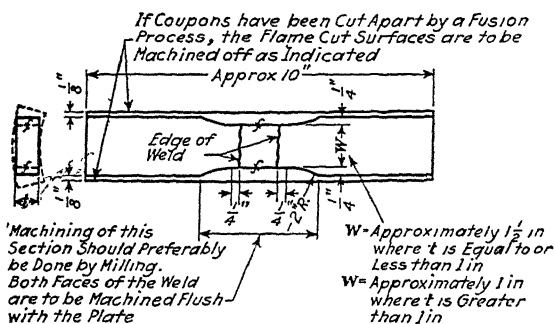 If Coupons have been Cut Apart by a Fusion
Process, the Flame Cut Surfaces are to be
Machined off as Indicated
Approx 10"
1/8"
1/4"
f
f
Edge of
Weld
W
f
f
t
1/8"
1/4"
1/4"
2"R.
1/4"
Machining of this
Section Should Preferably
be Done by Milling.
Both Faces of the Weld
are to be Machined Flush
with the Plate
W=Approximately 1 1/2 in
where t is Equal to or
Less than 1 in
W=Approximately 1 in
where t is Greater
than 1 in